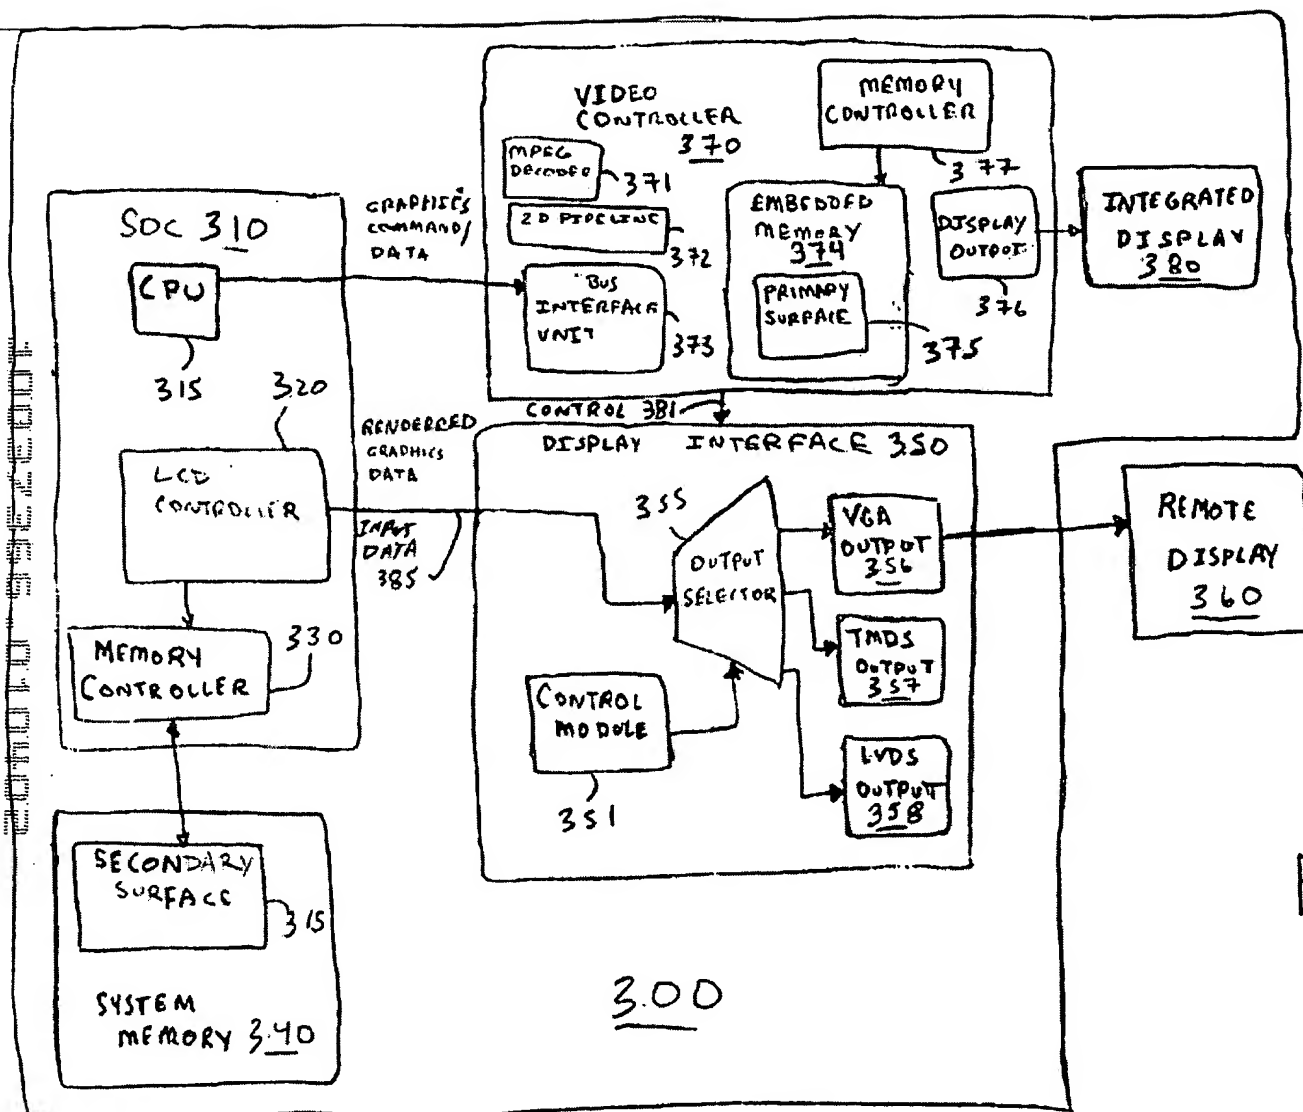 VIDEO
CONTROLLER
370
MPEG
DECODER
371
2D PIPELINE
372
BUS
INTERFACE
UNIT
373
MEMORY
CONTROLLER
377
EMBEDDED
MEMORY
374
PRIMARY
SURFACE
375
DISPLAY
OUTPUT
376
INTEGRATED
DISPLAY
380
SOC 310
CPU
315
GRAPHICS
COMMAND/
DATA
320
LCD
CONTROLLER
RENDERED
GRAPHICS
DATA
INPUT
DATA
385
MEMORY
CONTROLLER
330
CONTROL 381
DISPLAY INTERFACE 350
355
OUTPUT
SELECTOR
VGA
OUTPUT
356
TMDS
OUTPUT
357
LVDS
OUTPUT
358
CONTROL
MODULE
351
REMOTE
DISPLAY
360
SECONDARY
SURFACE
315
SYSTEM
MEMORY 340
300